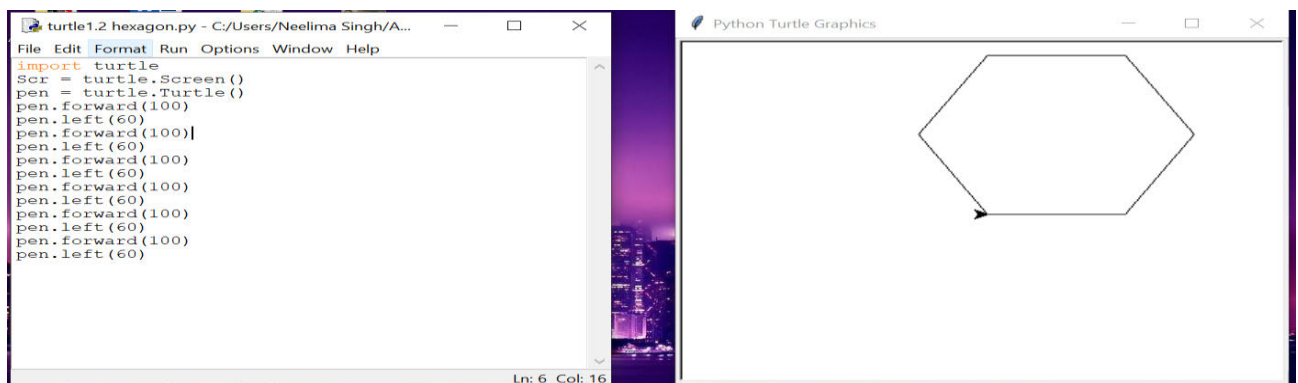 turtle1.2 hexagon.py - C:/Users/Neelima Singh/A...
File Edit Format Run Options Window Help
import turtle
Scr = turtle.Screen()
pen = turtle.Turtle()
pen.forward(100)
pen.left(60)
pen.forward(100)
pen.left(60)
pen.forward(100)
pen.left(60)
pen.forward(100)
pen.left(60)
pen.forward(100)
pen.left(60)
pen.forward(100)
pen.left(60)
Ln: 6 Col: 16
Python Turtle Graphics